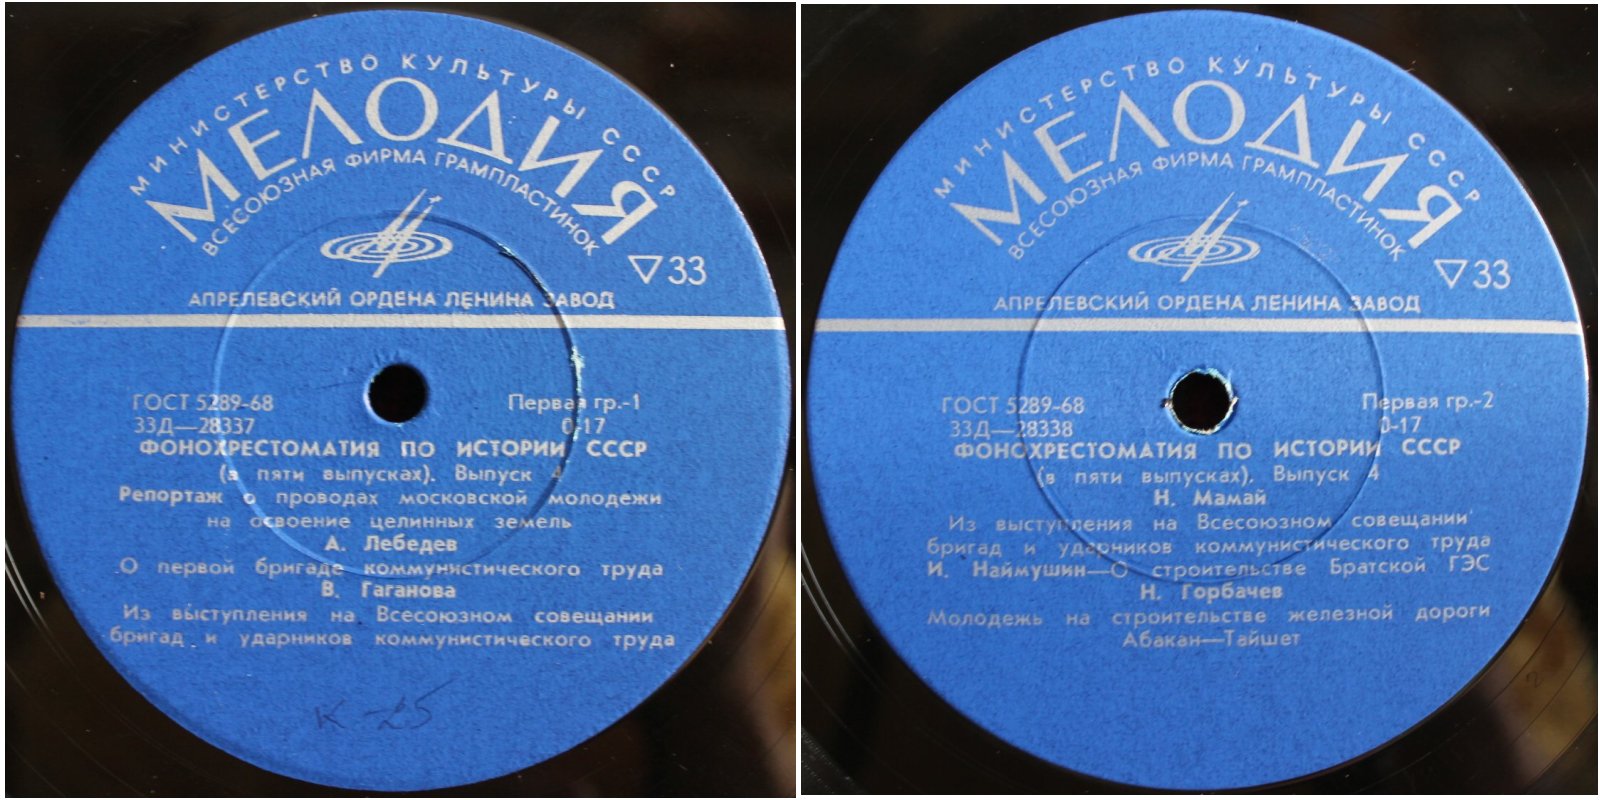 МИНИСТЕРСТВО КУЛЬТУРЫ СССР
МЕЛОДИЯ
ВСЕСОЮЗНАЯ ФИРМА ГРАМПЛАСТИНОК
33
АПРЕЛЕВСКИЙ ОРДЕНА ЛЕНИНА ЗАВОД
ГОСТ 5289-68 Первая гр.-1
33Д—28337 0-17
ФОНОХРЕСТОМАТИЯ ПО ИСТОРИИ СССР
(в пяти выпусках). Выпуск 4
Репортаж о проводах московской молодежи
на освоение целинных земель
А. Лебедев
О первой бригаде коммунистического труда
В. Гаганова
Из выступления на Всесоюзном совещании
бригад и ударников коммунистического труда
К-25
МИНИСТЕРСТВО КУЛЬТУРЫ СССР
МЕЛОДИЯ
ВСЕСОЮЗНАЯ ФИРМА ГРАМПЛАСТИНОК
33
АПРЕЛЕВСКИЙ ОРДЕНА ЛЕНИНА ЗАВОД
ГОСТ 5289-68 Первая гр.-2
33Д—28338 0-17
ФОНОХРЕСТОМАТИЯ ПО ИСТОРИИ СССР
(в пяти выпусках). Выпуск 4
Н. Мамай
Из выступления на Всесоюзном совещании
бригад и ударников коммунистического труда
И. Наймушин—О строительстве Братской ГЭС
Н. Горбачев
Молодежь на строительстве железной дороги
Абакан—Тайшет